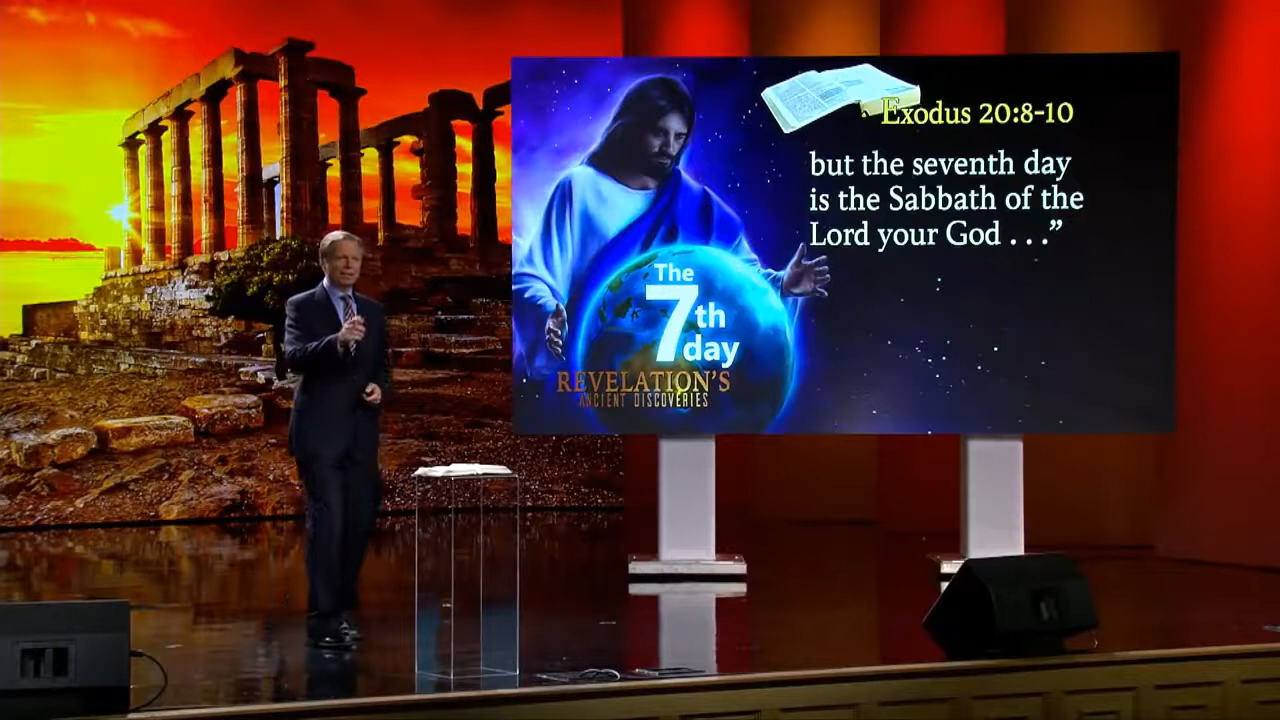 Exodus 20:8-10
but the seventh day
is the Sabbath of the
Lord your God . . .”
The
7th
day
REVELATION'S
ANCIENT DISCOVERIES